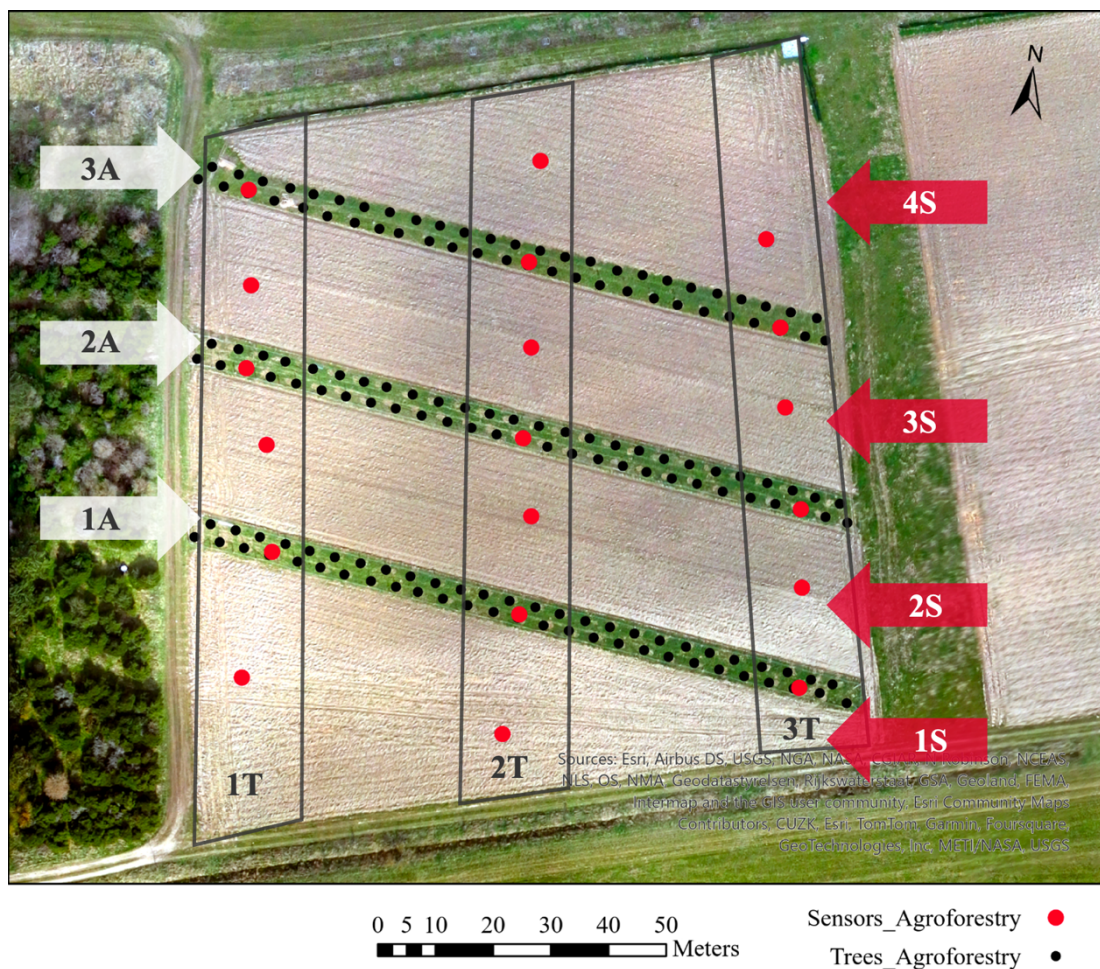 N
3A
4S
2A
3S
1A
2S
1S
3T
2T
1T
Sources: Esri, Airbus DS, USGS, NGA, NASA, CGIAR, N Robinson, NCEAS,
NLS, OS, NMA, Geodatastyrelsen, Rijkswaterstaat, GSA, Geoland, FEMA,
Intermap and the GIS user community, Esri Community Maps
Contributors, CUZK, Esri, TomTom, Garmin, Foursquare,
GeoTechnologies, Inc, METI/NASA, USGS
0 5 10 20 30 40 50
Meters
Sensors_Agroforestry
Trees_Agroforestry